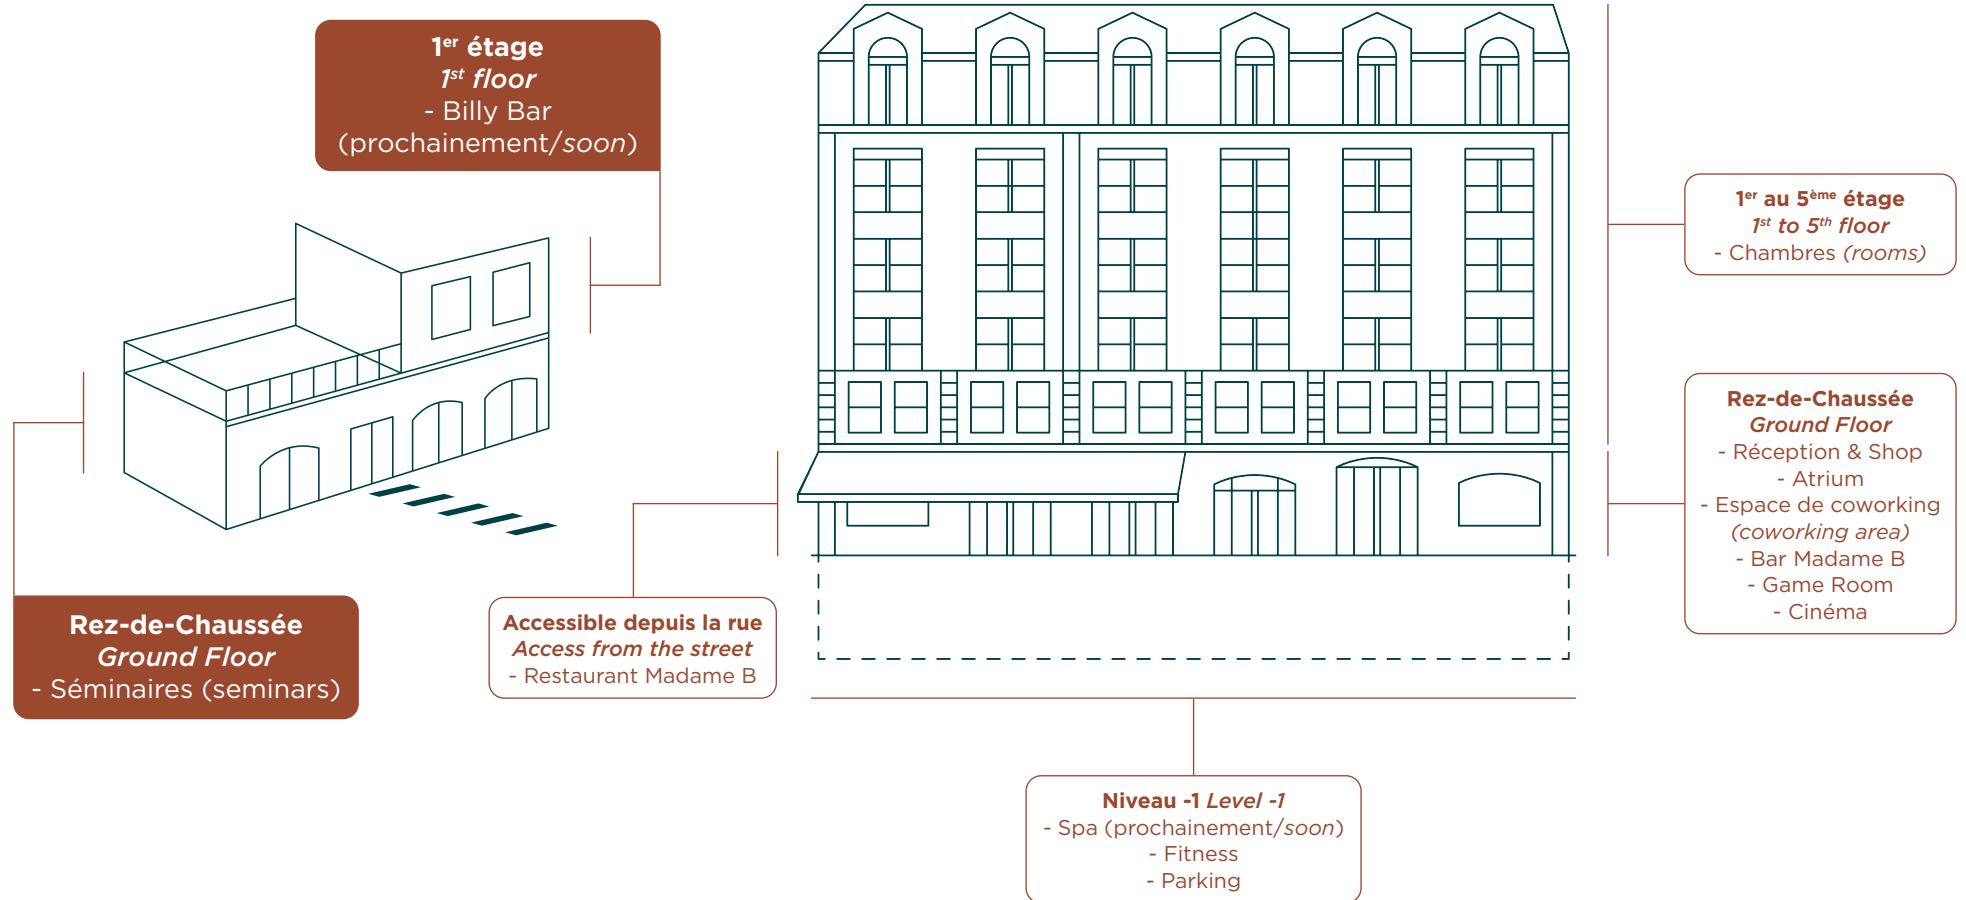 1er étage
1st floor
- Billy Bar
(prochainement/soon)
Rez-de-Chaussée
Ground Floor
- Séminaires (seminars)
Accessible depuis la rue
Access from the street
- Restaurant Madame B
1er au 5ème étage
1st to 5th floor
- Chambres (rooms)
Rez-de-Chaussée
Ground Floor
- Réception & Shop
- Atrium
- Espace de coworking
(coworking area)
- Bar Madame B
- Game Room
- Cinéma
Niveau -1 Level -1
- Spa (prochainement/soon)
- Fitness
- Parking